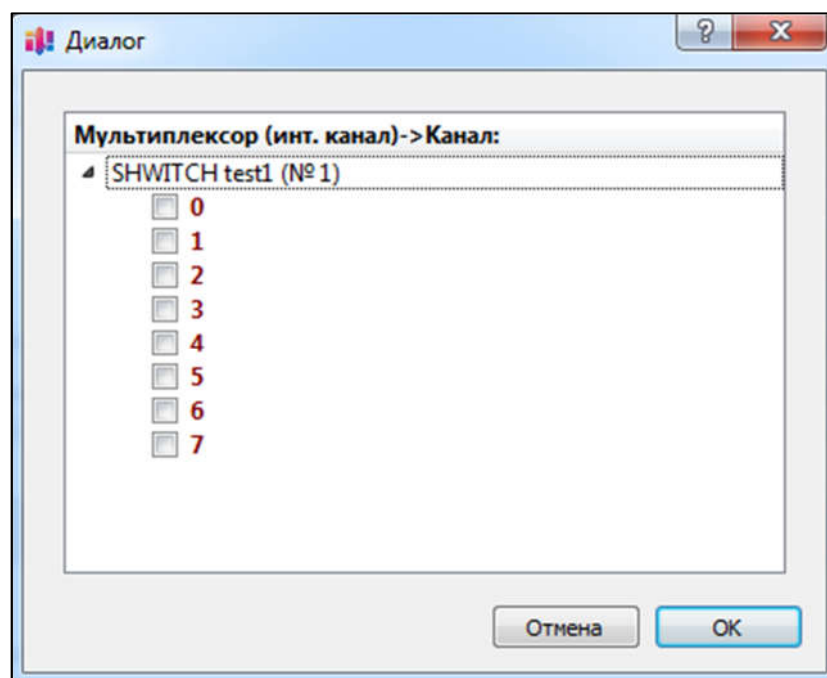 Диалог
?
Мультиплексор (инт. канал)->Канал:
SHWITCH test1 (№ 1)
0
1
2
3
4
5
6
7
Отмена
OK